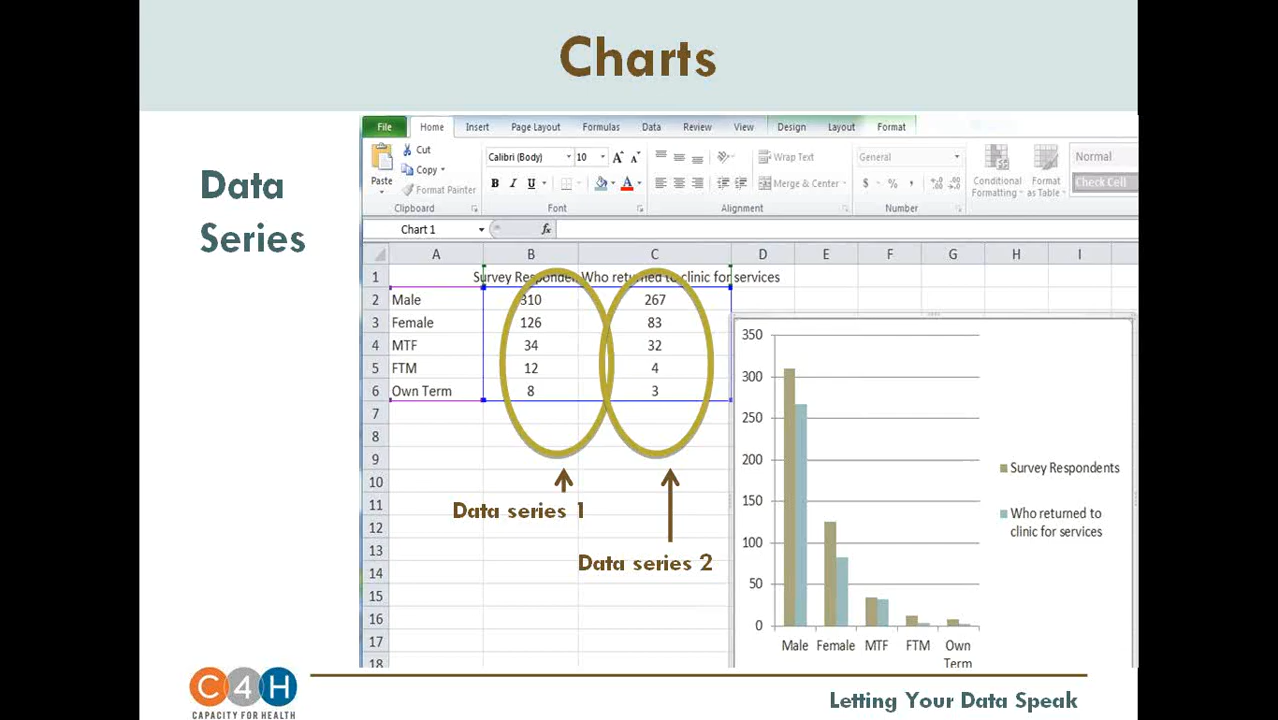 Charts
Data
Series
File Home Insert Page Layout Formulas Data Review View Design Layout Format
Cut
Copy
Format Painter
Paste
Clipboard
Calibri (Body) 10
B I U A
Font
Wrap Text
Merge & Center
Alignment
General
$ % ,
Number
Conditional
Formatting
Format
as Table
Normal
Check Cell
Chart 1 fx
A B C D E F G H I
1 Survey Responden Who returned to clinic for services
2 Male 310 267
3 Female 126 83
4 MTF 34 32
5 FTM 12 4
6 Own Term 8 3
7
8
9
10
11
12
13
14
15
16
17
18
Data series 1
Data series 2
350
300
250
200
150
100
50
0
Male Female MTF FTM Own
Term
Survey Respondents
Who returned to
clinic for services
C4H
CAPACITY FOR HEALTH
Letting Your Data Speak